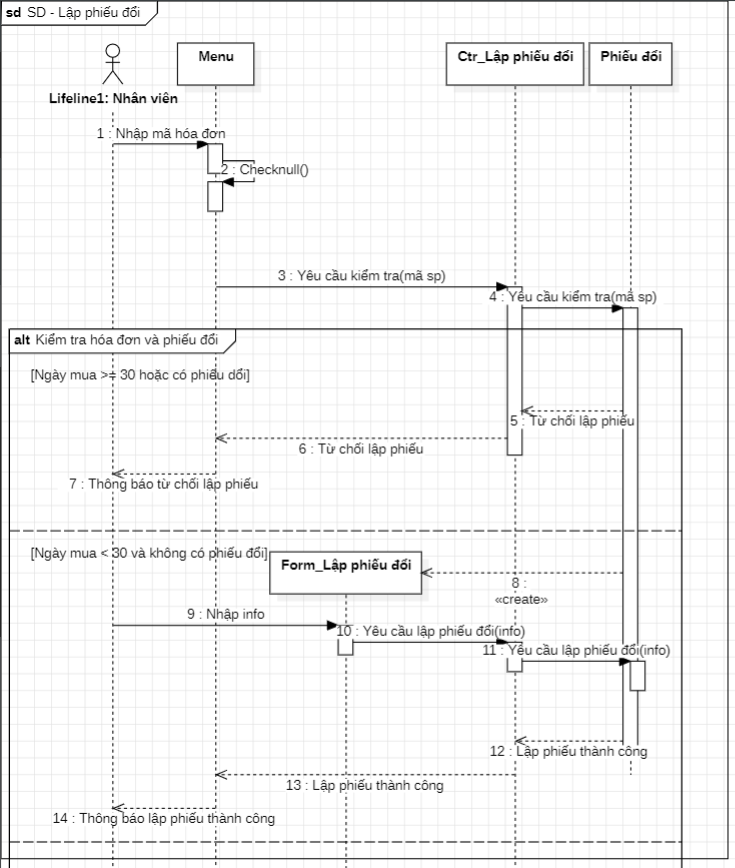 sd SD - Lập phiếu đổi
Menu
Ctr_Lập phiếu đổi
Phiếu đổi
Lifeline1: Nhân viên
1 : Nhập mã hóa đơn
2 : Checknull()
3 : Yêu cầu kiểm tra(mã sp)
4 : Yêu cầu kiểm tra(mã sp)
alt Kiểm tra hóa đơn và phiếu đổi
[Ngày mua >= 30 hoặc có phiếu dổi]
5 : Từ chối lập phiếu
6 : Từ chối lập phiếu
7 : Thông báo từ chối lập phiếu
[Ngày mua < 30 và không có phiếu đổi]
Form_Lập phiếu đổi
8 :
«create»
9 : Nhập info
10 : Yêu cầu lập phiếu đổi(info)
11 : Yêu cầu lập phiếu đổi(info)
12 : Lập phiếu thành công
13 : Lập phiếu thành công
14 : Thông báo lập phiếu thành công